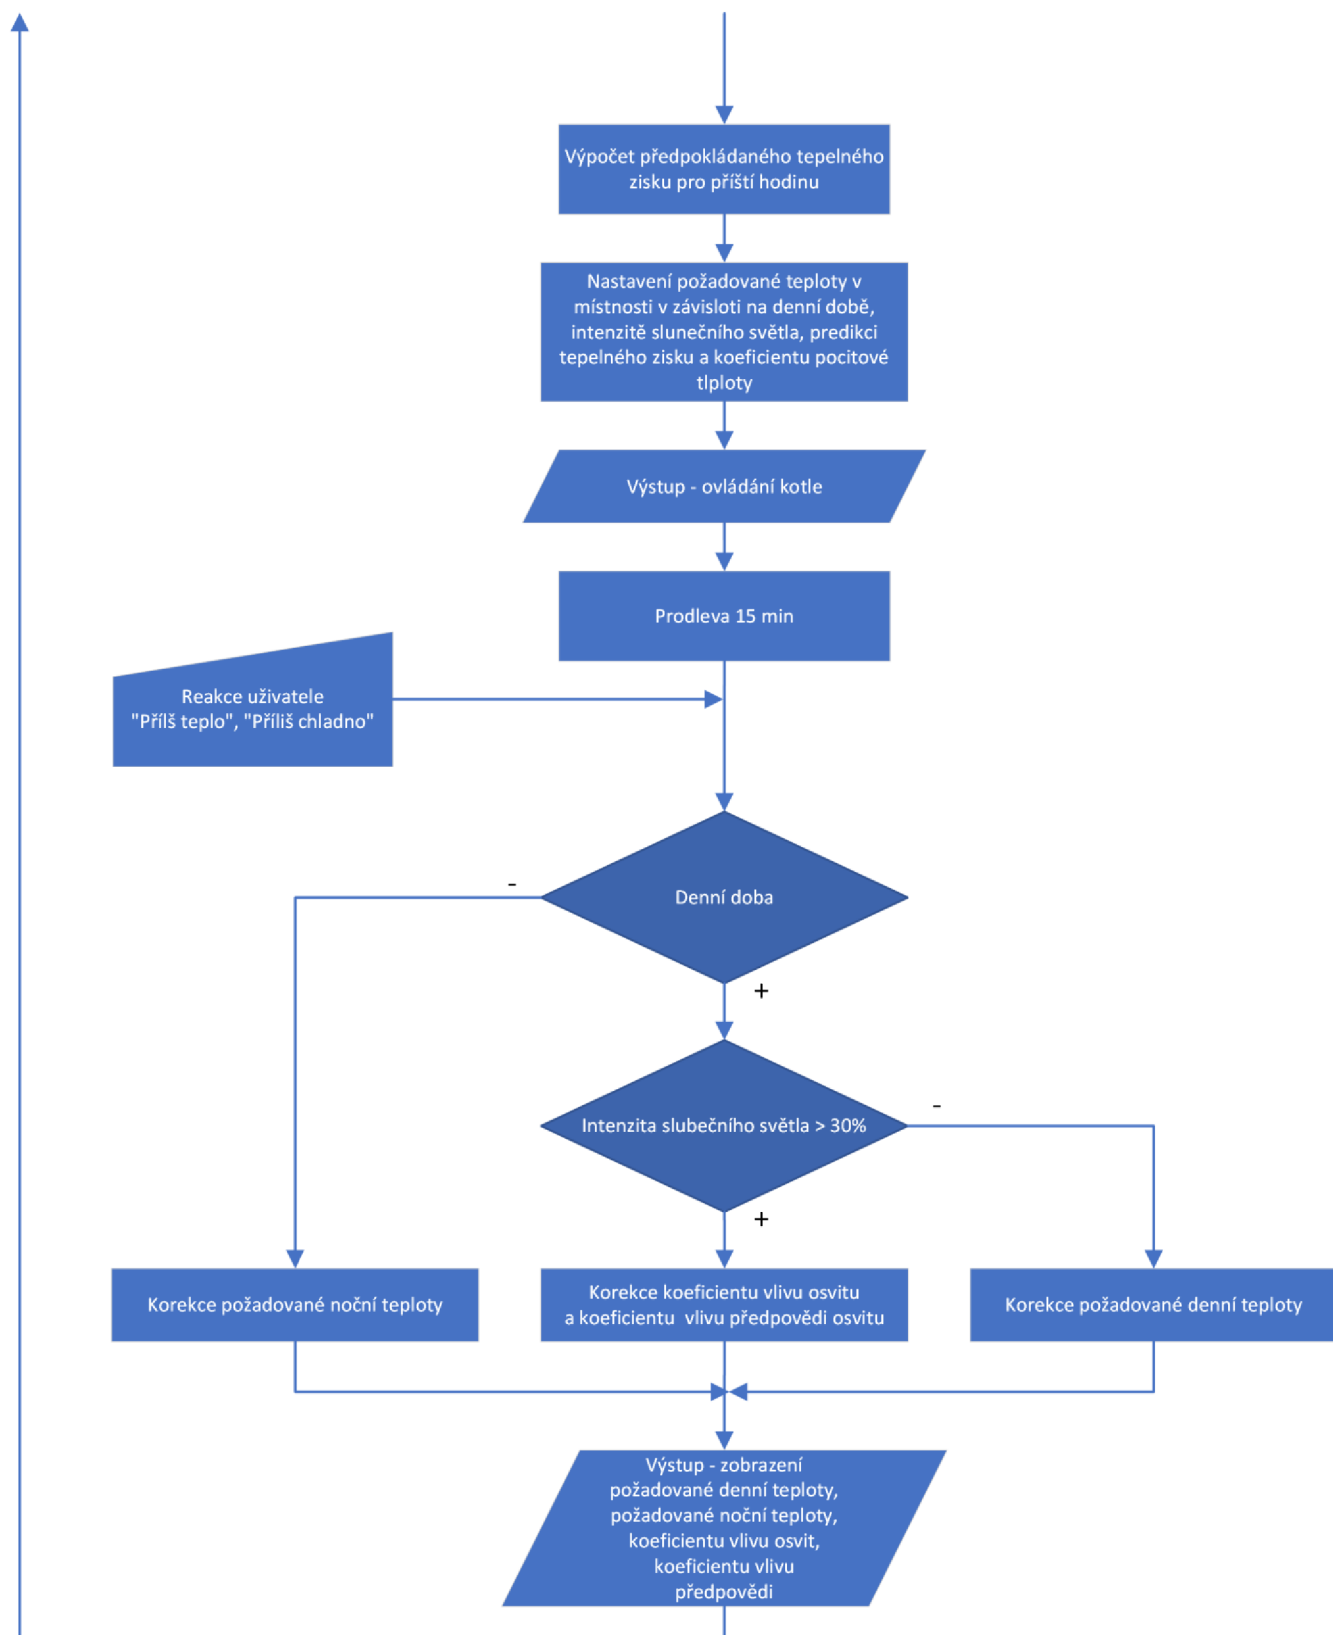 Výpočet předpokládaného tepelného
zisku pro příští hodinu
Nastavení požadované teploty v
místnosti v závisloti na denní době,
intenzitě slunečního světla, predikci
tepelného zisku a koeficientu pocitové
tlploty
Výstup - ovládání kotle
Prodleva 15 min
Reakce uživatele
"Přílš teplo", "Příliš chladno"
Denní doba
-
+
Intenzita slubečního světla > 30%
-
+
Korekce požadované noční teploty
Korekce koeficientu vlivu osvitu
a koeficientu vlivu předpovědi osvitu
Korekce požadované denní teploty
Výstup - zobrazení
požadované denní teploty,
požadované noční teploty,
koeficientu vlivu osvit,
koeficientu vlivu
předpovědi